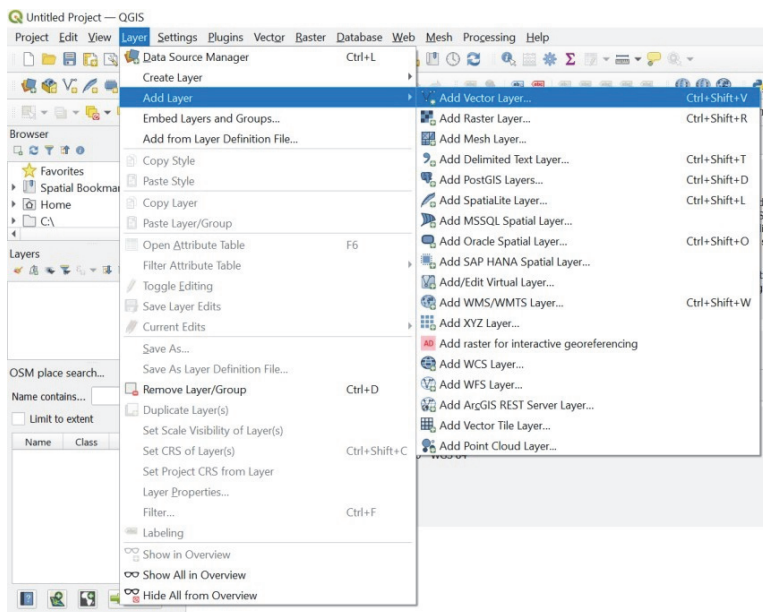 Untitled Project — QGIS
Project Edit View Layer Settings Plugins Vector Raster Database Web Mesh Processing Help
Data Source Manager Ctrl+L
Create Layer
Add Layer
Embed Layers and Groups...
Add from Layer Definition File...
Copy Style
Paste Style
Copy Layer
Paste Layer/Group
Open Attribute Table F6
Filter Attribute Table
Toggle Editing
Save Layer Edits
Current Edits
Save As...
Save As Layer Definition File...
Remove Layer/Group Ctrl+D
Duplicate Layer(s)
Set Scale Visibility of Layer(s)
Set CRS of Layer(s) Ctrl+Shift+C
Set Project CRS from Layer
Layer Properties...
Filter... Ctrl+F
Labeling
Show in Overview
Show All in Overview
Hide All from Overview
Add Vector Layer... Ctrl+Shift+V
Add Raster Layer... Ctrl+Shift+R
Add Mesh Layer...
Add Delimited Text Layer... Ctrl+Shift+T
Add PostGIS Layers... Ctrl+Shift+D
Add SpatiaLite Layer... Ctrl+Shift+L
Add MSSQL Spatial Layer...
Add Oracle Spatial Layer... Ctrl+Shift+O
Add SAP HANA Spatial Layer...
Add/Edit Virtual Layer...
Add WMS/WMTS Layer... Ctrl+Shift+W
Add XYZ Layer...
AD Add raster for interactive georeferencing
Add WCS Layer...
Add WFS Layer...
Add ArcGIS REST Server Layer...
Add Vector Tile Layer...
Add Point Cloud Layer...
Browser
Favorites
Spatial Bookmar
Home
C:\
Layers
OSM place search...
Name contains...
Limit to extent
Name Class